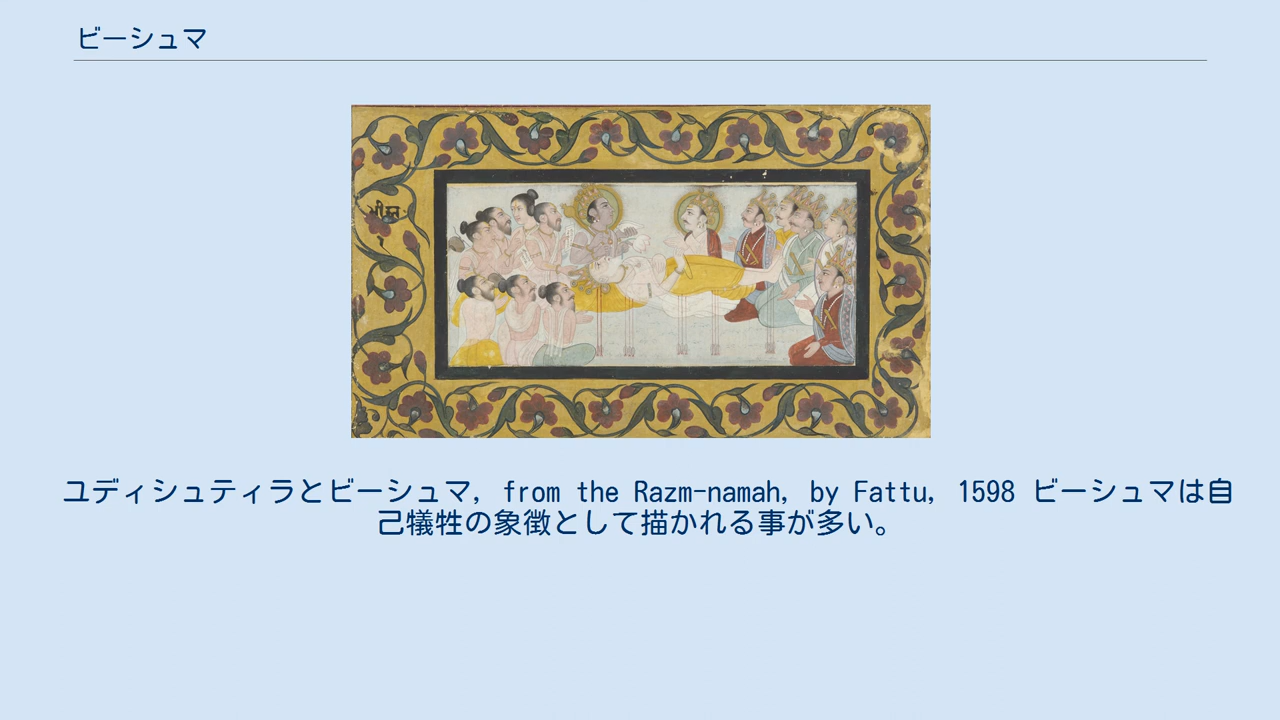 ビーシュマ
ユディシュティラとビーシュマ, from the Razm-namah, by Fattu, 1598 ビーシュマは自
己犠牲の象徴として描かれる事が多い。